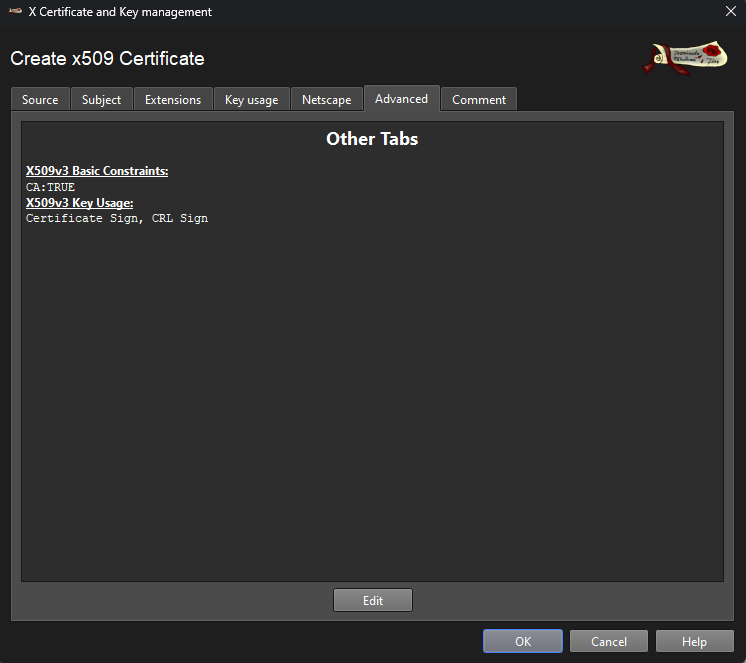 X Certificate and Key management
Create x509 Certificate
Source
Subject
Extensions
Key usage
Netscape
Advanced
Comment
Other Tabs
X509v3 Basic Constraints:
CA:TRUE
X509v3 Key Usage:
Certificate Sign, CRL Sign
Edit
OK
Cancel
Help